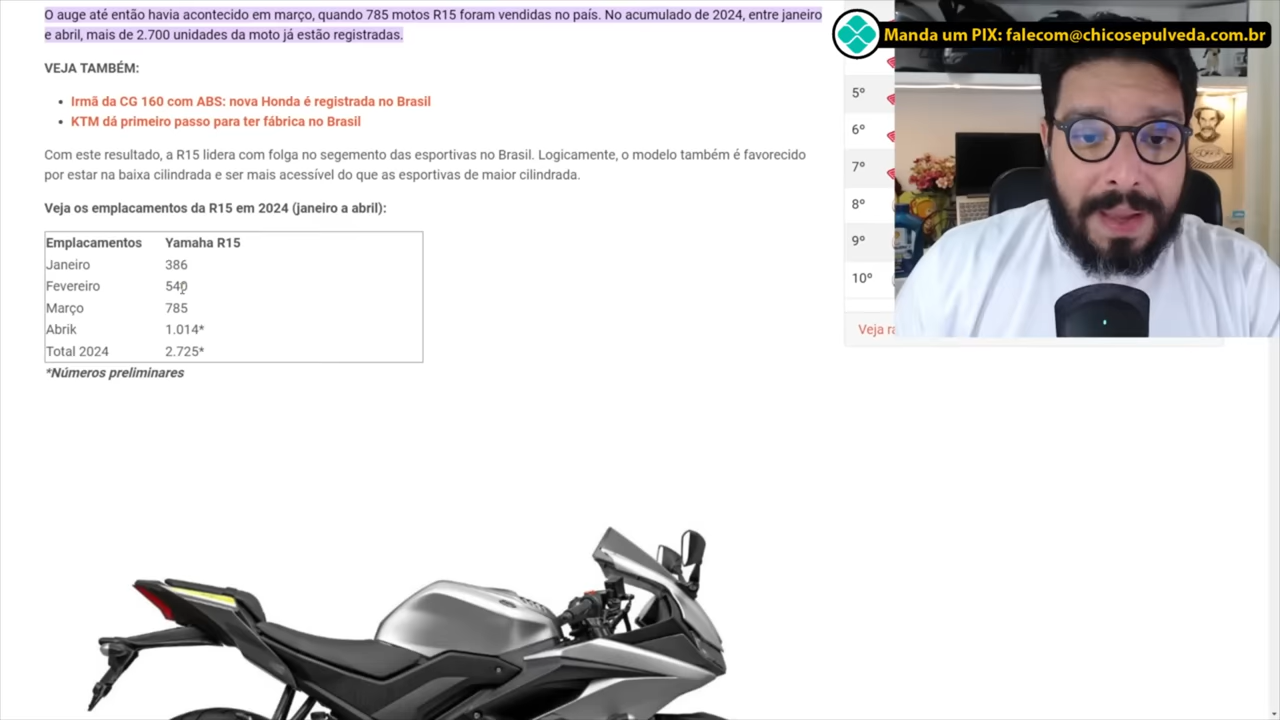 O auge até então havia acontecido em março, quando 785 motos R15 foram vendidas no país. No acumulado de 2024, entre janeiro
e abril, mais de 2.700 unidades da moto já estão registradas.
Manda um PIX: falecom@chicosepulveda.com.br
VEJA TAMBÉM:
• Irmã da CG 160 com ABS: nova Honda é registrada no Brasil
• KTM dá primeiro passo para ter fábrica no Brasil
Com este resultado, a R15 lidera com folga no segemento das esportivas no Brasil. Logicamente, o modelo também é favorecido
por estar na baixa cilindrada e ser mais acessível do que as esportivas de maior cilindrada.
Veja os emplacamentos da R15 em 2024 (janeiro a abril):
Emplacamentos Yamaha R15
Janeiro 386
Fevereiro 540
Março 785
Abrik 1.014*
Total 2024 2.725*
*Números preliminares
5º
6º
7º
8º
9º
10º
Veja